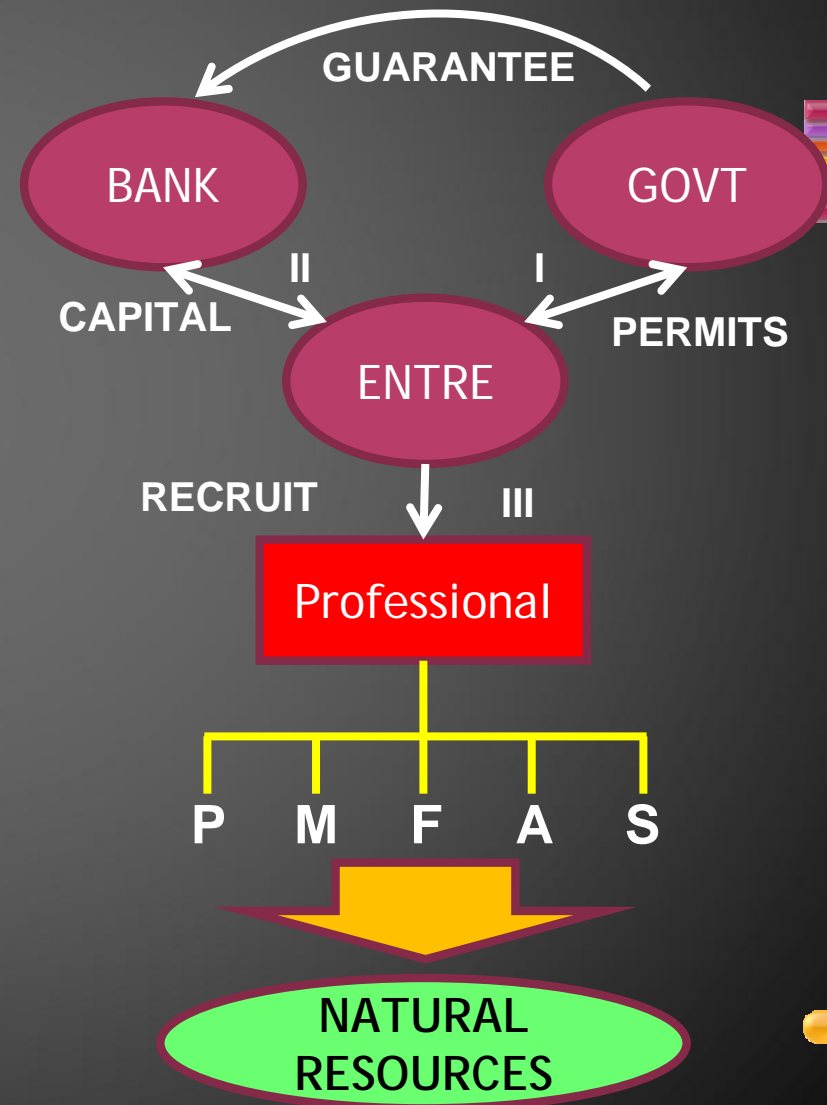 GUARANTEE
BANK
GOVT
II
I
CAPITAL
PERMITS
ENTRE
RECRUIT
III
Professional
P M F A S
NATURAL
RESOURCES